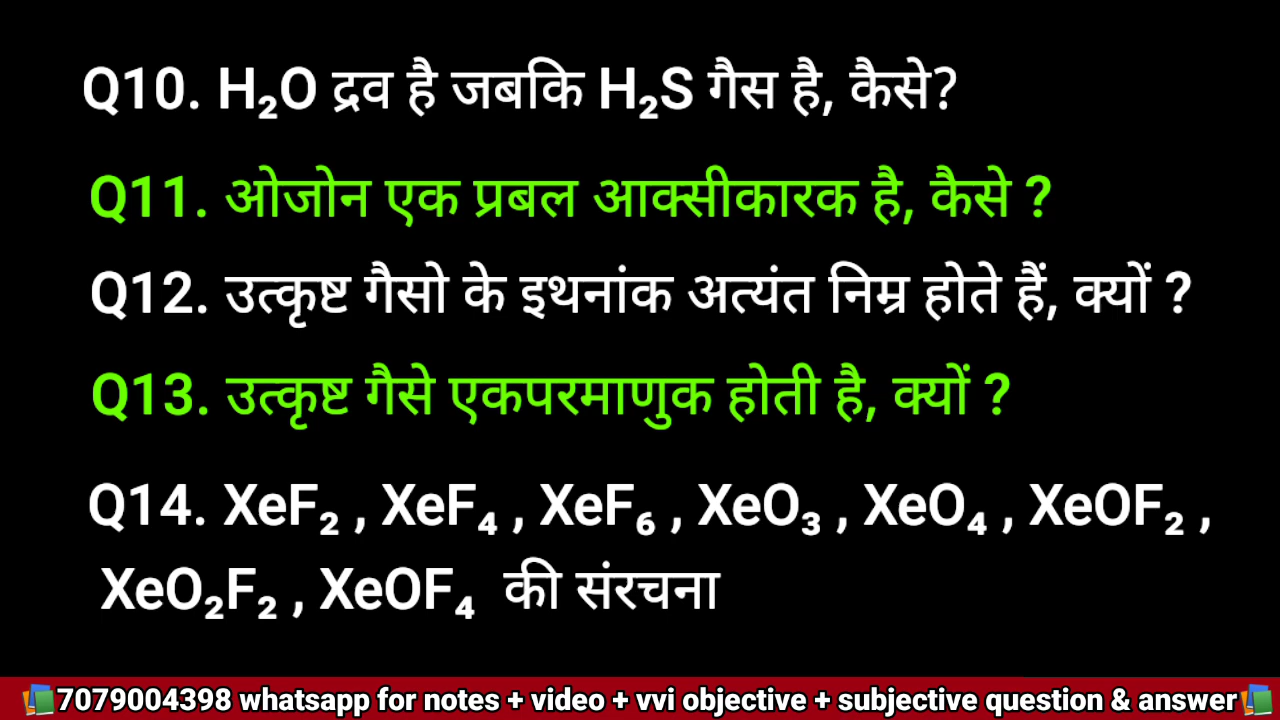 Q10. H₂O द्रव है जबकि H₂S गैस है, कैसे?
Q11. ओजोन एक प्रबल आक्सीकारक है, कैसे ?
Q12. उत्कृष्ट गैसो के इथनांक अत्यंत निम्र होते हैं, क्यों ?
Q13. उत्कृष्ट गैसे एकपरमाणुक होती है, क्यों ?
Q14. XeF₂ , XeF₄ , XeF₆ , XeO₃ , XeO₄ , XeOF₂ ,
XeO₂F₂ , XeOF₄ की संरचना
7079004398 whatsapp for notes + video + vvi objective + subjective question & answer